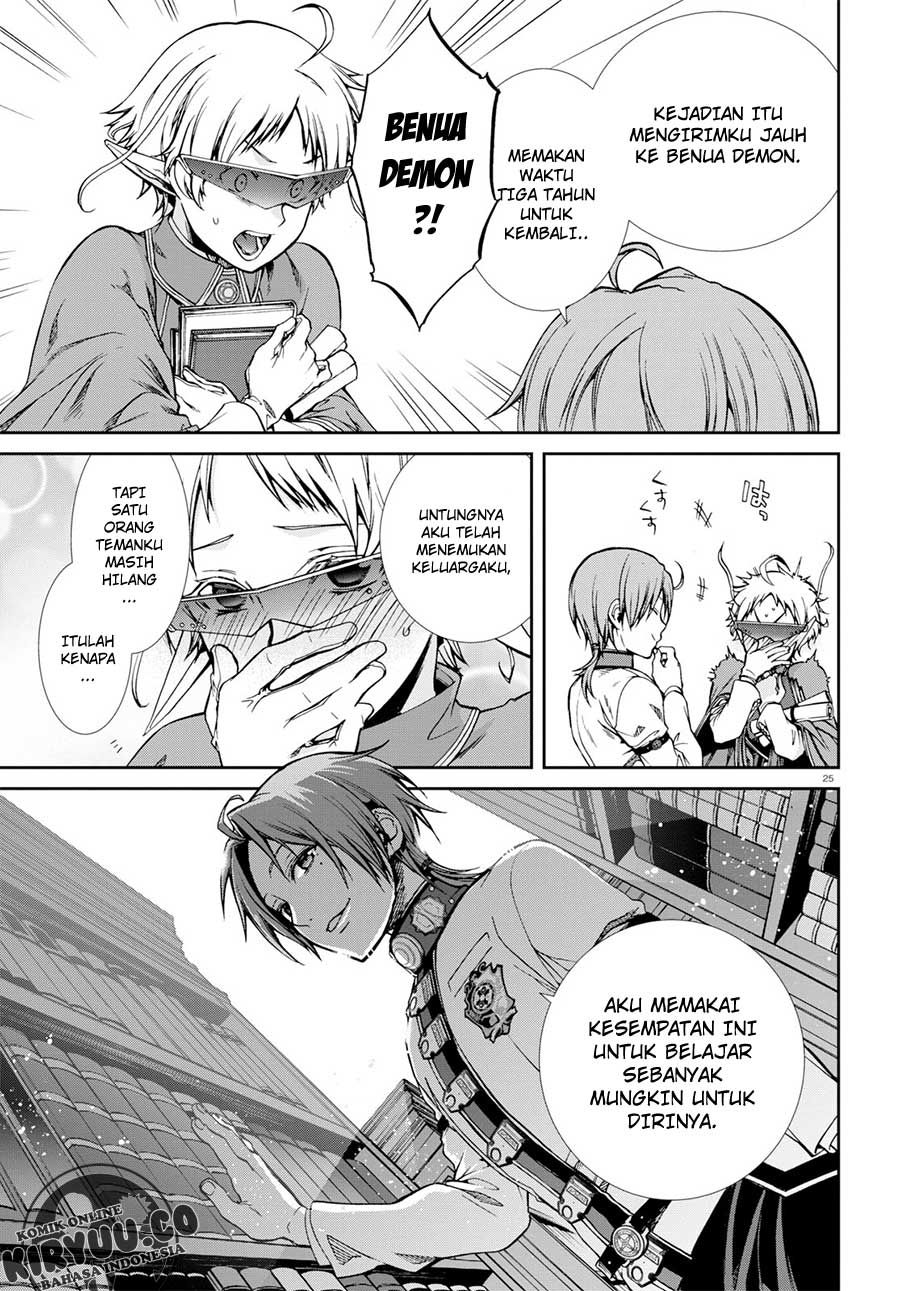 KEJADIAN ITU
MENGIRIMKU JAUH
KE BENUA DEMON.
MEMAKAN
WAKTU
TIGA TAHUN
UNTUK
KEMBALI..
BENUA
DEMON
?!
はっ
くす
くす
UNTUNGNYA
AKU TELAH
MENEMUKAN
KELUARGAKU,
TAPI
SATU
ORANG
TEMANKU
MASIH
HILANG
...
ITULAH
KENAPA
...
25
AKU MEMAKAI
KESEMPATAN INI
UNTUK BELAJAR
SEBANYAK
MUNGKIN UNTUK
DIRINYA.
KOMIK ONLINE
KIRYUU.CO
BAHASA INDONESIA